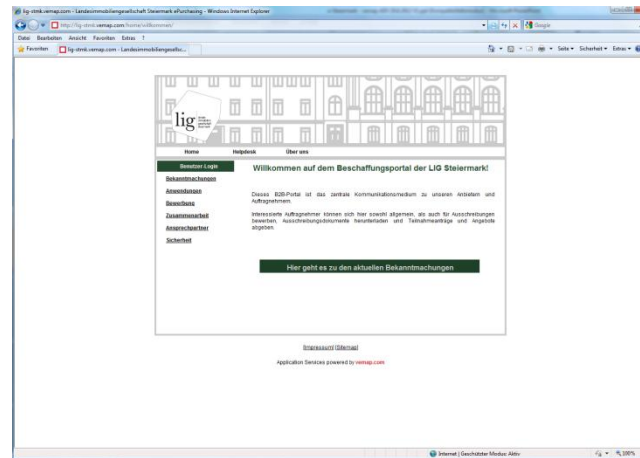 lig-stmk.vemap.com - Landesimmobiliengesellschaft Steiermark ePurchasing - Windows Internet Explorer
http://lig-stmk.vemap.com/home/willkommen/
Google
Datei Bearbeiten Ansicht Favoriten Extras ?
Favoriten lig-stmk.vemap.com - Landesimmobiliengesellsc...
Seite Sicherheit Extras
lig
Home Helpdesk Über uns
Benutzer-Login
Bekanntmachungen
Anwendungen
Bewerbung
Zusammenarbeit
Ansprechpartner
Sicherheit
Willkommen auf dem Beschaffungsportal der LIG Steiermark!
Dieses B2B-Portal ist das zentrale Kommunikationsmedium zu unseren Anbietern und
Auftragnehmern.
Interessierte Auftragnehmer können sich hier sowohl allgemein, als auch für Ausschreibungen
bewerben, Ausschreibungsdokumente herunterladen und Teilnahmeanträge und Angebote
abgeben.
Hier geht es zu den aktuellen Bekanntmachungen
Impressum| |Sitemap|
Application Services powered by vemap.com
Internet | Geschützter Modus: Aktiv
100%